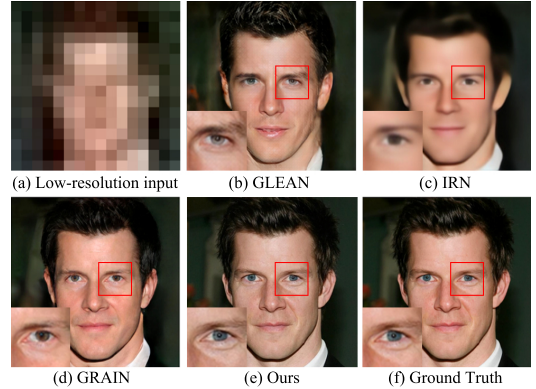 (a) Low-resolution input
(b) GLEAN
(c) IRN
(d) GRAIN
(e) Ours
(f) Ground Truth